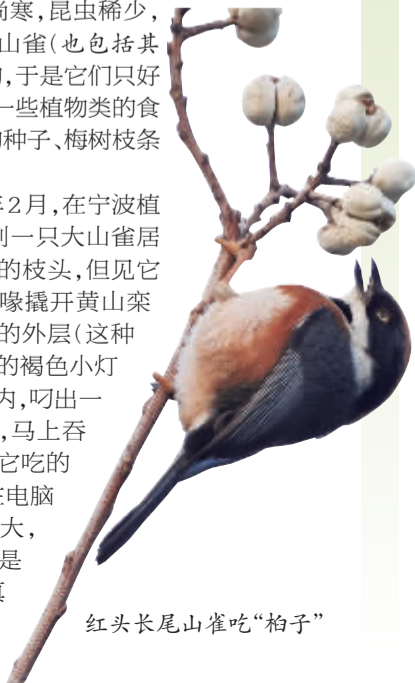 尚寒,昆虫稀少,
山雀(也包括其
,于是它们只好
一些植物类的食
种子、梅树枝条
年2月,在宁波植
到一只大山雀居
的枝头,但见它
喙撬开黄山栾
的外层(这种
的褐色小灯
内,叼出一
,马上吞
它吃的
在电脑
大,
是
真
红头长尾山雀吃“桕子”